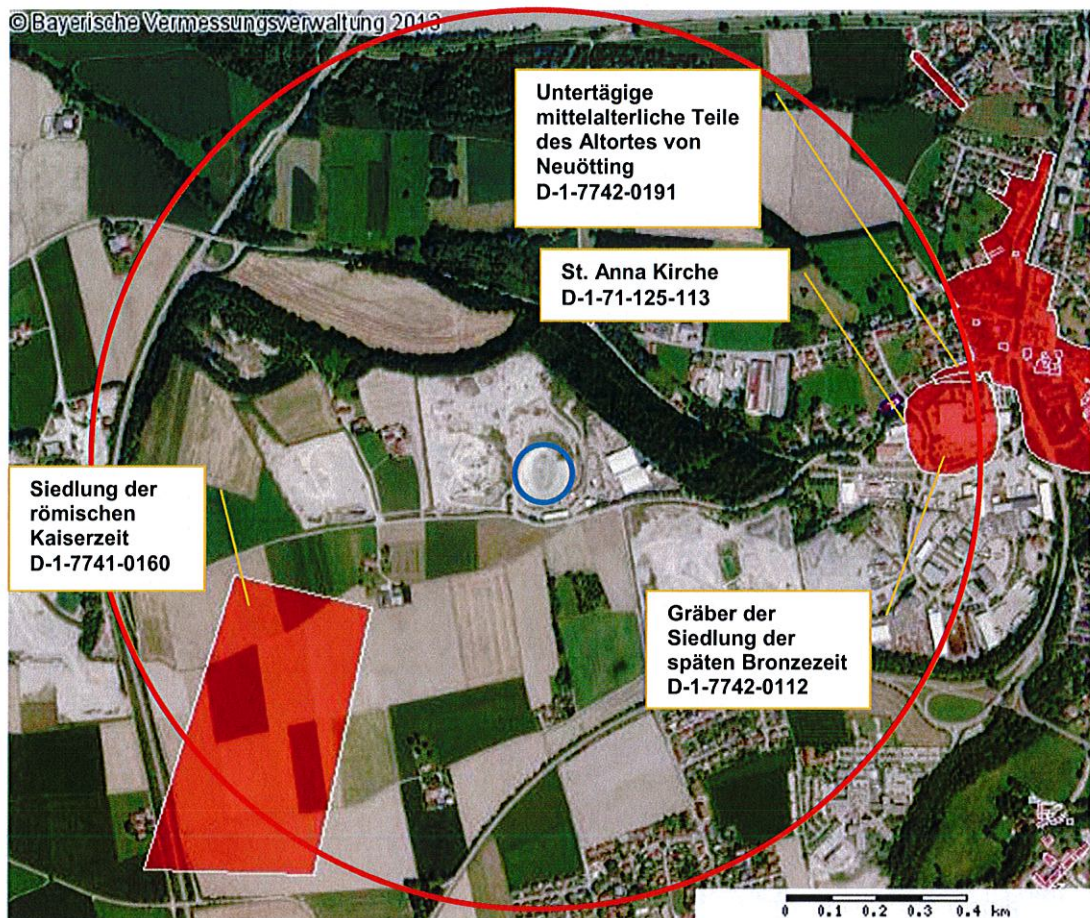 © Bayerische Vermessungsverwaltung 2013
Untertägige
mittelalterliche Teile
des Altortes von
Neuötting
D-1-7742-0191
St. Anna Kirche
D-1-71-125-113
Siedlung der
römischen
Kaiserzeit
D-1-7741-0160
Gräber der
Siedlung der
späten Bronzezeit
D-1-7742-0112
0 0.1 0.2 0.3 0.4 km